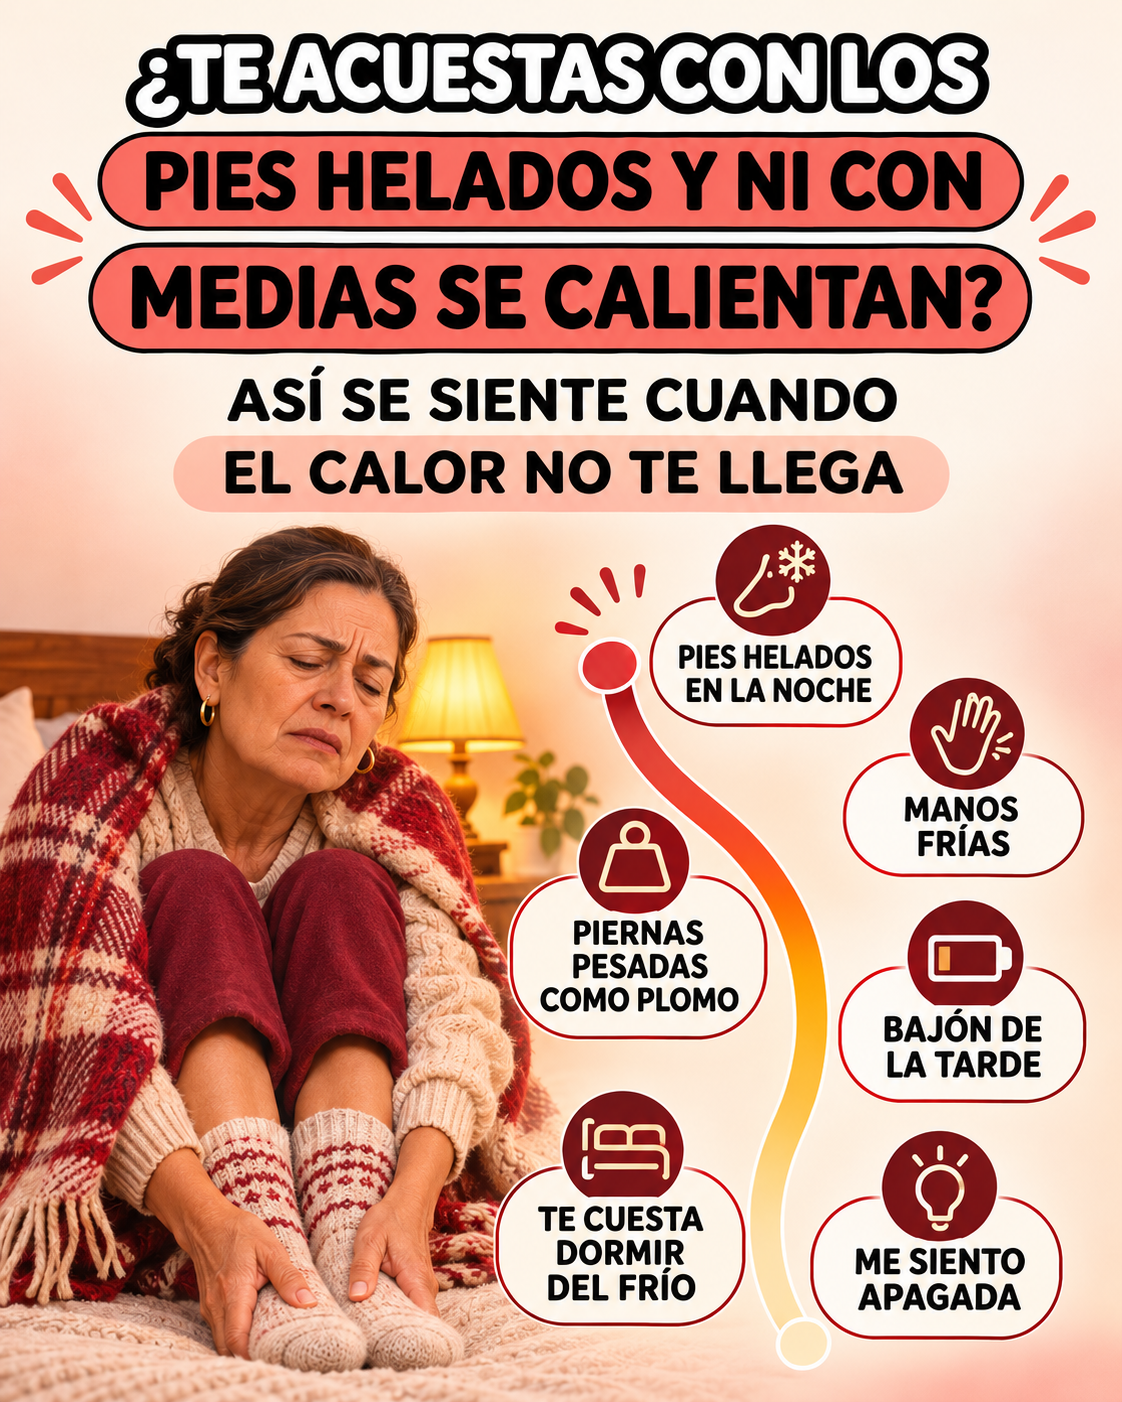 ¿TE ACUESTAS CON LOS
PIES HELADOS Y NI CON
MEDIAS SE CALIENTAN?
ASÍ SE SIENTE CUANDO
EL CALOR NO TE LLEGA
PIES HELADOS
EN LA NOCHE
MANOS
FRÍAS
PIERNAS
PESADAS
COMO PLOMO
BAJÓN DE
LA TARDE
TE CUESTA
DORMIR
DEL FRÍO
ME SIENTO
APAGADA